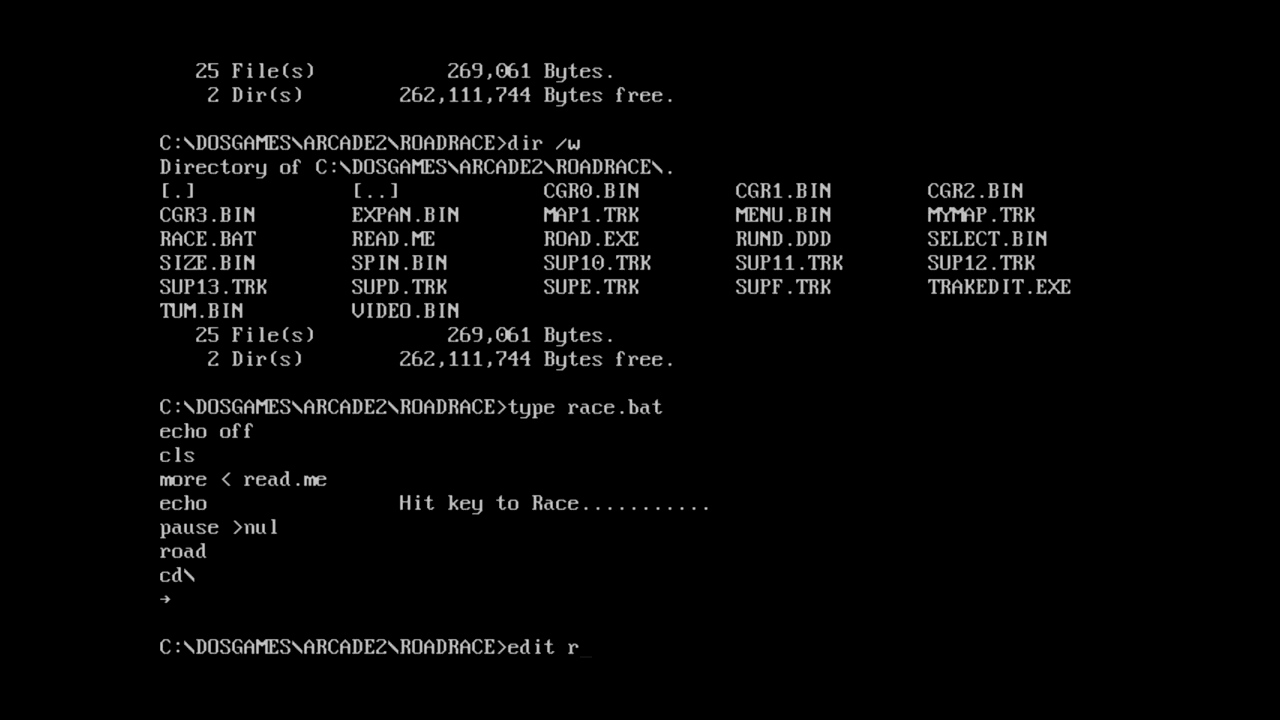 25 File(s) 269,061 Bytes.
2 Dir(s) 262,111,744 Bytes free.
C:\DOSGAMES\ARCADE2\ROADRACE>dir /w
Directory of C:\DOSGAMES\ARCADE2\ROADRACE\.
[.] [..] CGR0.BIN CGR1.BIN CGR2.BIN
CGR3.BIN EXPAN.BIN MAP1.TRK MENU.BIN MYMAP.TRK
RACE.BAT READ.ME ROAD.EXE RUND.DDD SELECT.BIN
SIZE.BIN SPIN.BIN SUP10.TRK SUP11.TRK SUP12.TRK
SUP13.TRK SUPD.TRK SUPE.TRK SUPF.TRK TRAKEDIT.EXE
TUM.BIN VIDEO.BIN
25 File(s) 269,061 Bytes.
2 Dir(s) 262,111,744 Bytes free.
C:\DOSGAMES\ARCADE2\ROADRACE>type race.bat
echo off
cls
more < read.me
echo Hit key to Race...........
pause >nul
road
cd\
→
C:\DOSGAMES\ARCADE2\ROADRACE>edit r_